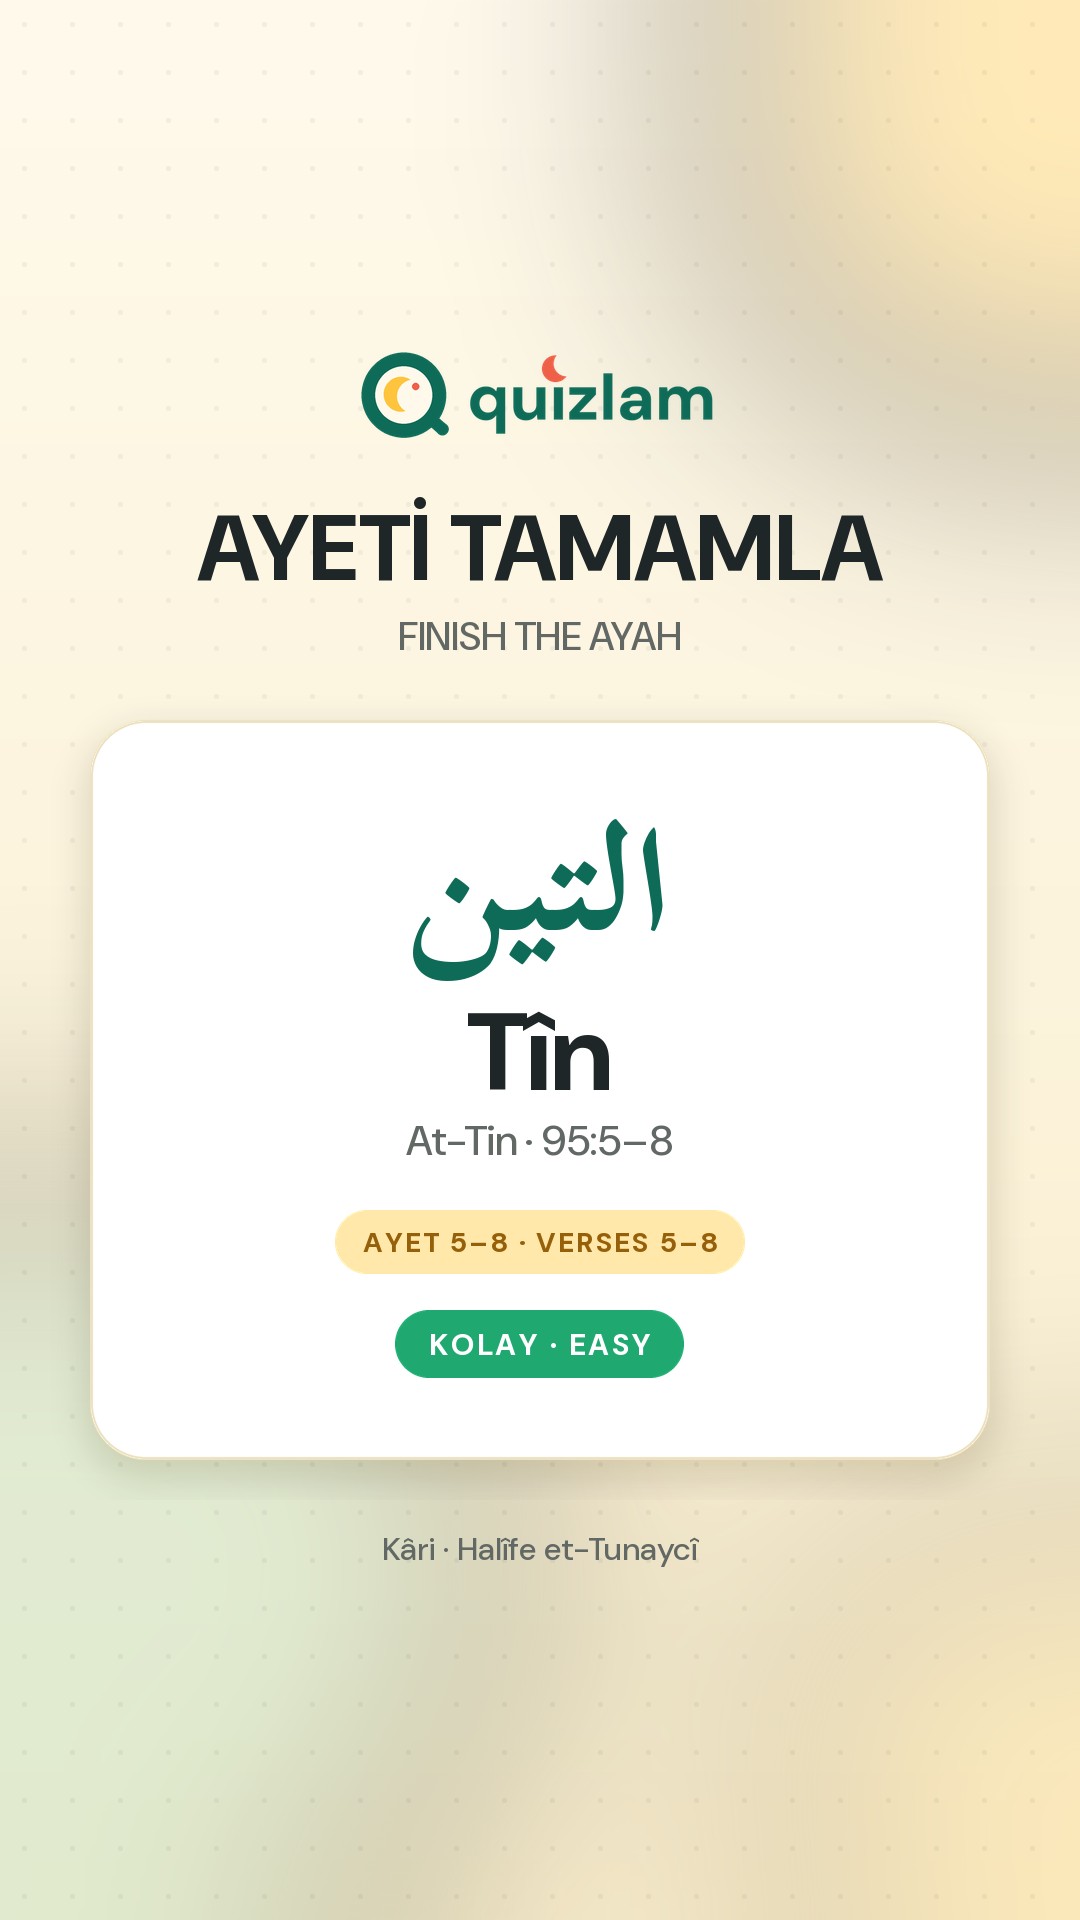 quizlam
AYETİ TAMAMLA
FINISH THE AYAH
التين
Tîn
At-Tin · 95:5–8
AYET 5–8 · VERSES 5–8
KOLAY · EASY
Kâri · Halîfe et-Tunaycî